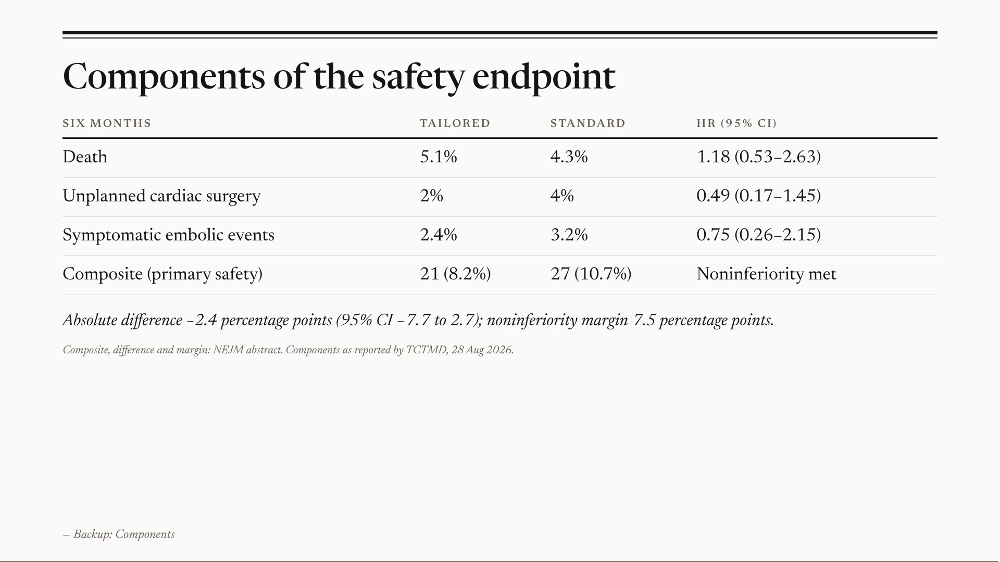 Components of the safety endpoint
SIX MONTHS TAILORED STANDARD HR (95% CI)
Death 5.1% 4.3% 1.18 (0.53–2.63)
Unplanned cardiac surgery 2% 4% 0.49 (0.17–1.45)
Symptomatic embolic events 2.4% 3.2% 0.75 (0.26–2.15)
Composite (primary safety) 21 (8.2%) 27 (10.7%) Noninferiority met
Absolute difference −2.4 percentage points (95% CI −7.7 to 2.7); noninferiority margin 7.5 percentage points.
Composite, difference and margin: NEJM abstract. Components as reported by TCTMD, 28 Aug 2026.
— Backup: Components